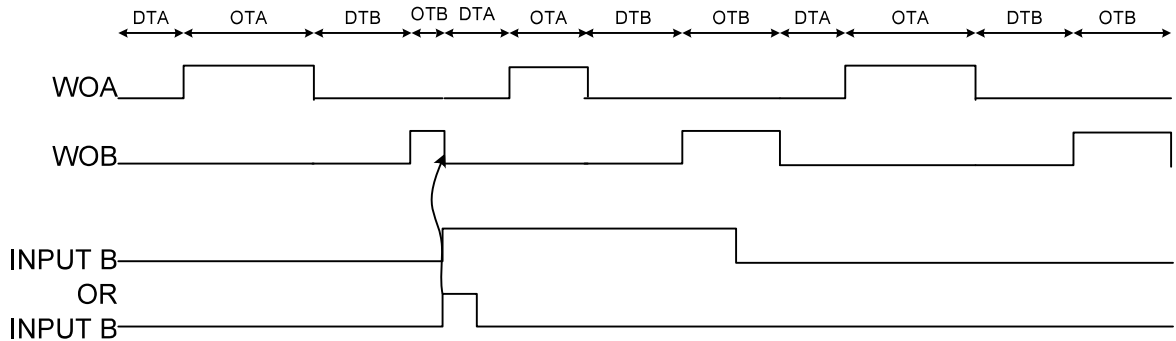 DTA OTA DTB OTB DTA OTA DTB OTB DTA OTA DTB OTB
WOA
WOB
INPUT B
OR
INPUT B